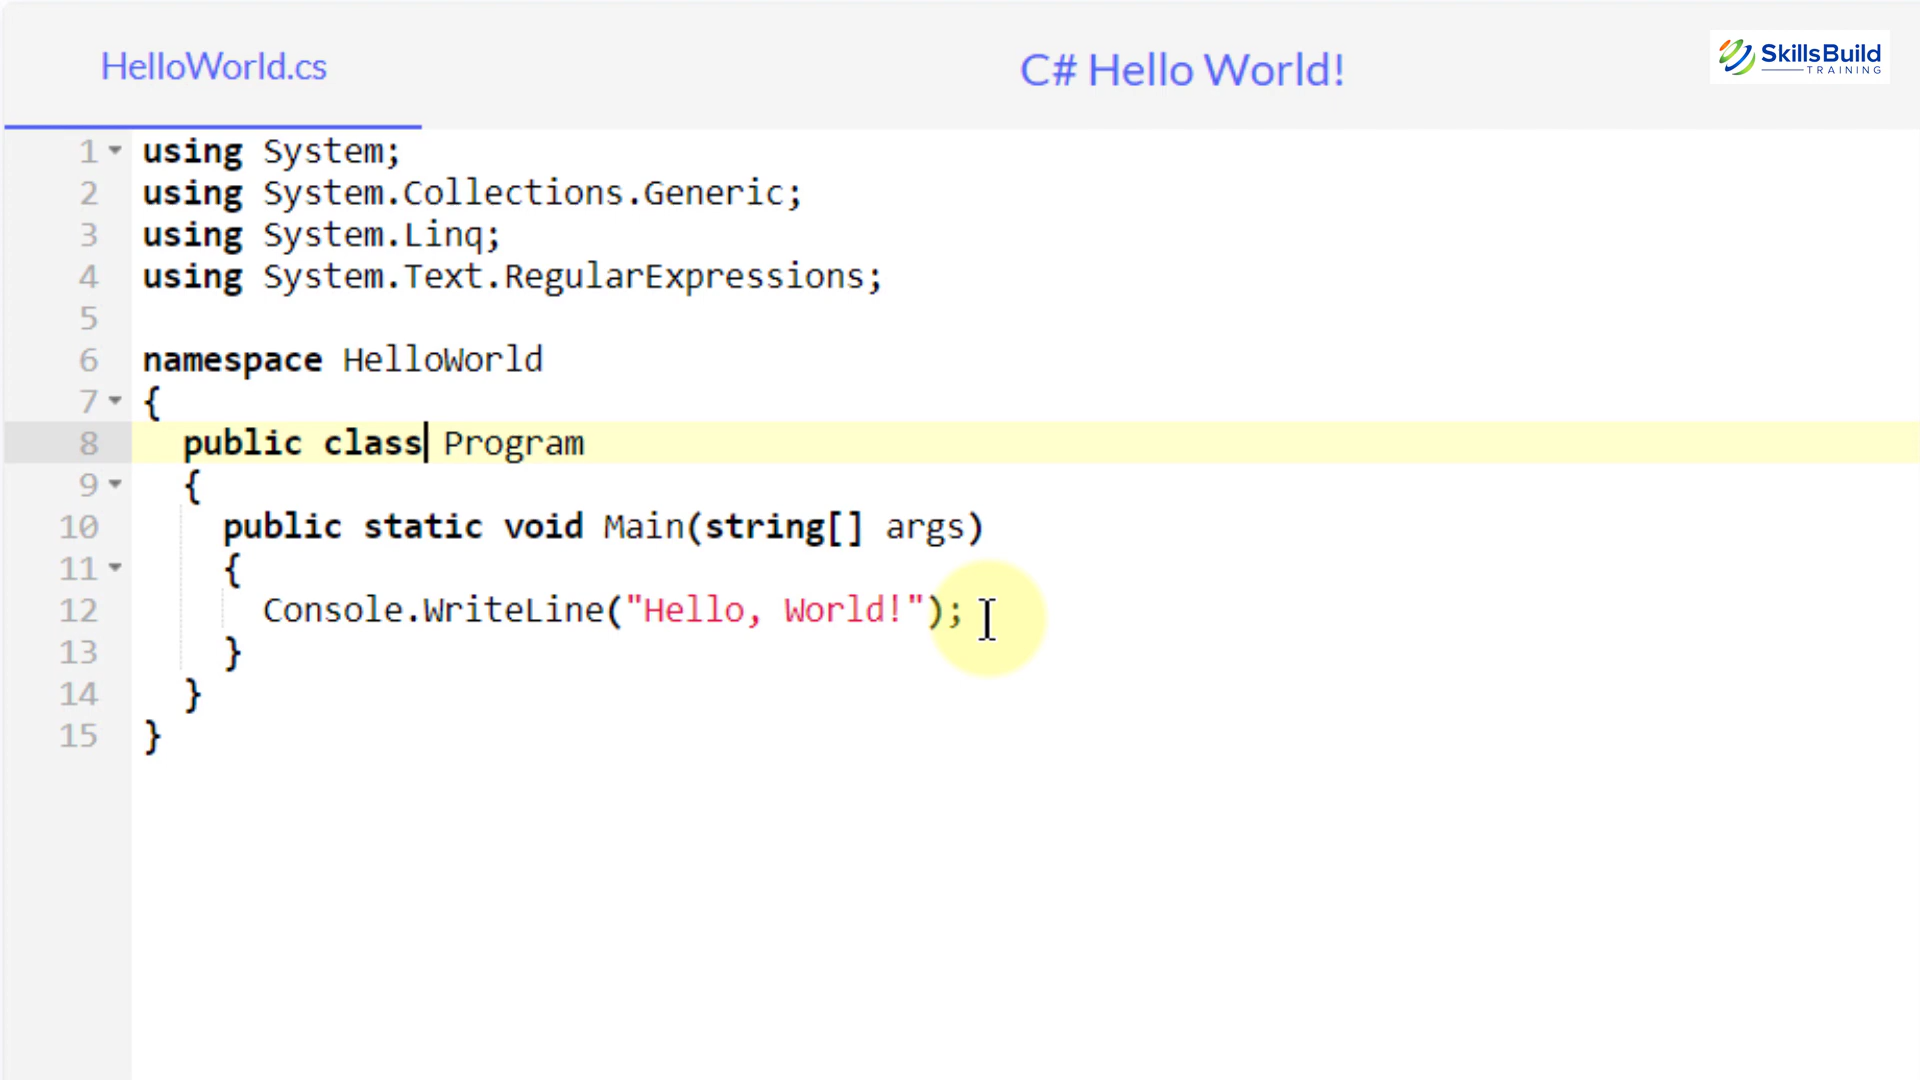 HelloWorld.cs
C# Hello World!
SkillsBuild
TRAINING
1 using System;
2 using System.Collections.Generic;
3 using System.Linq;
4 using System.Text.RegularExpressions;
5
6 namespace HelloWorld
7 {
8   public class Program
9   {
10     public static void Main(string[] args)
11     {
12       Console.WriteLine("Hello, World!");
13     }
14   }
15 }